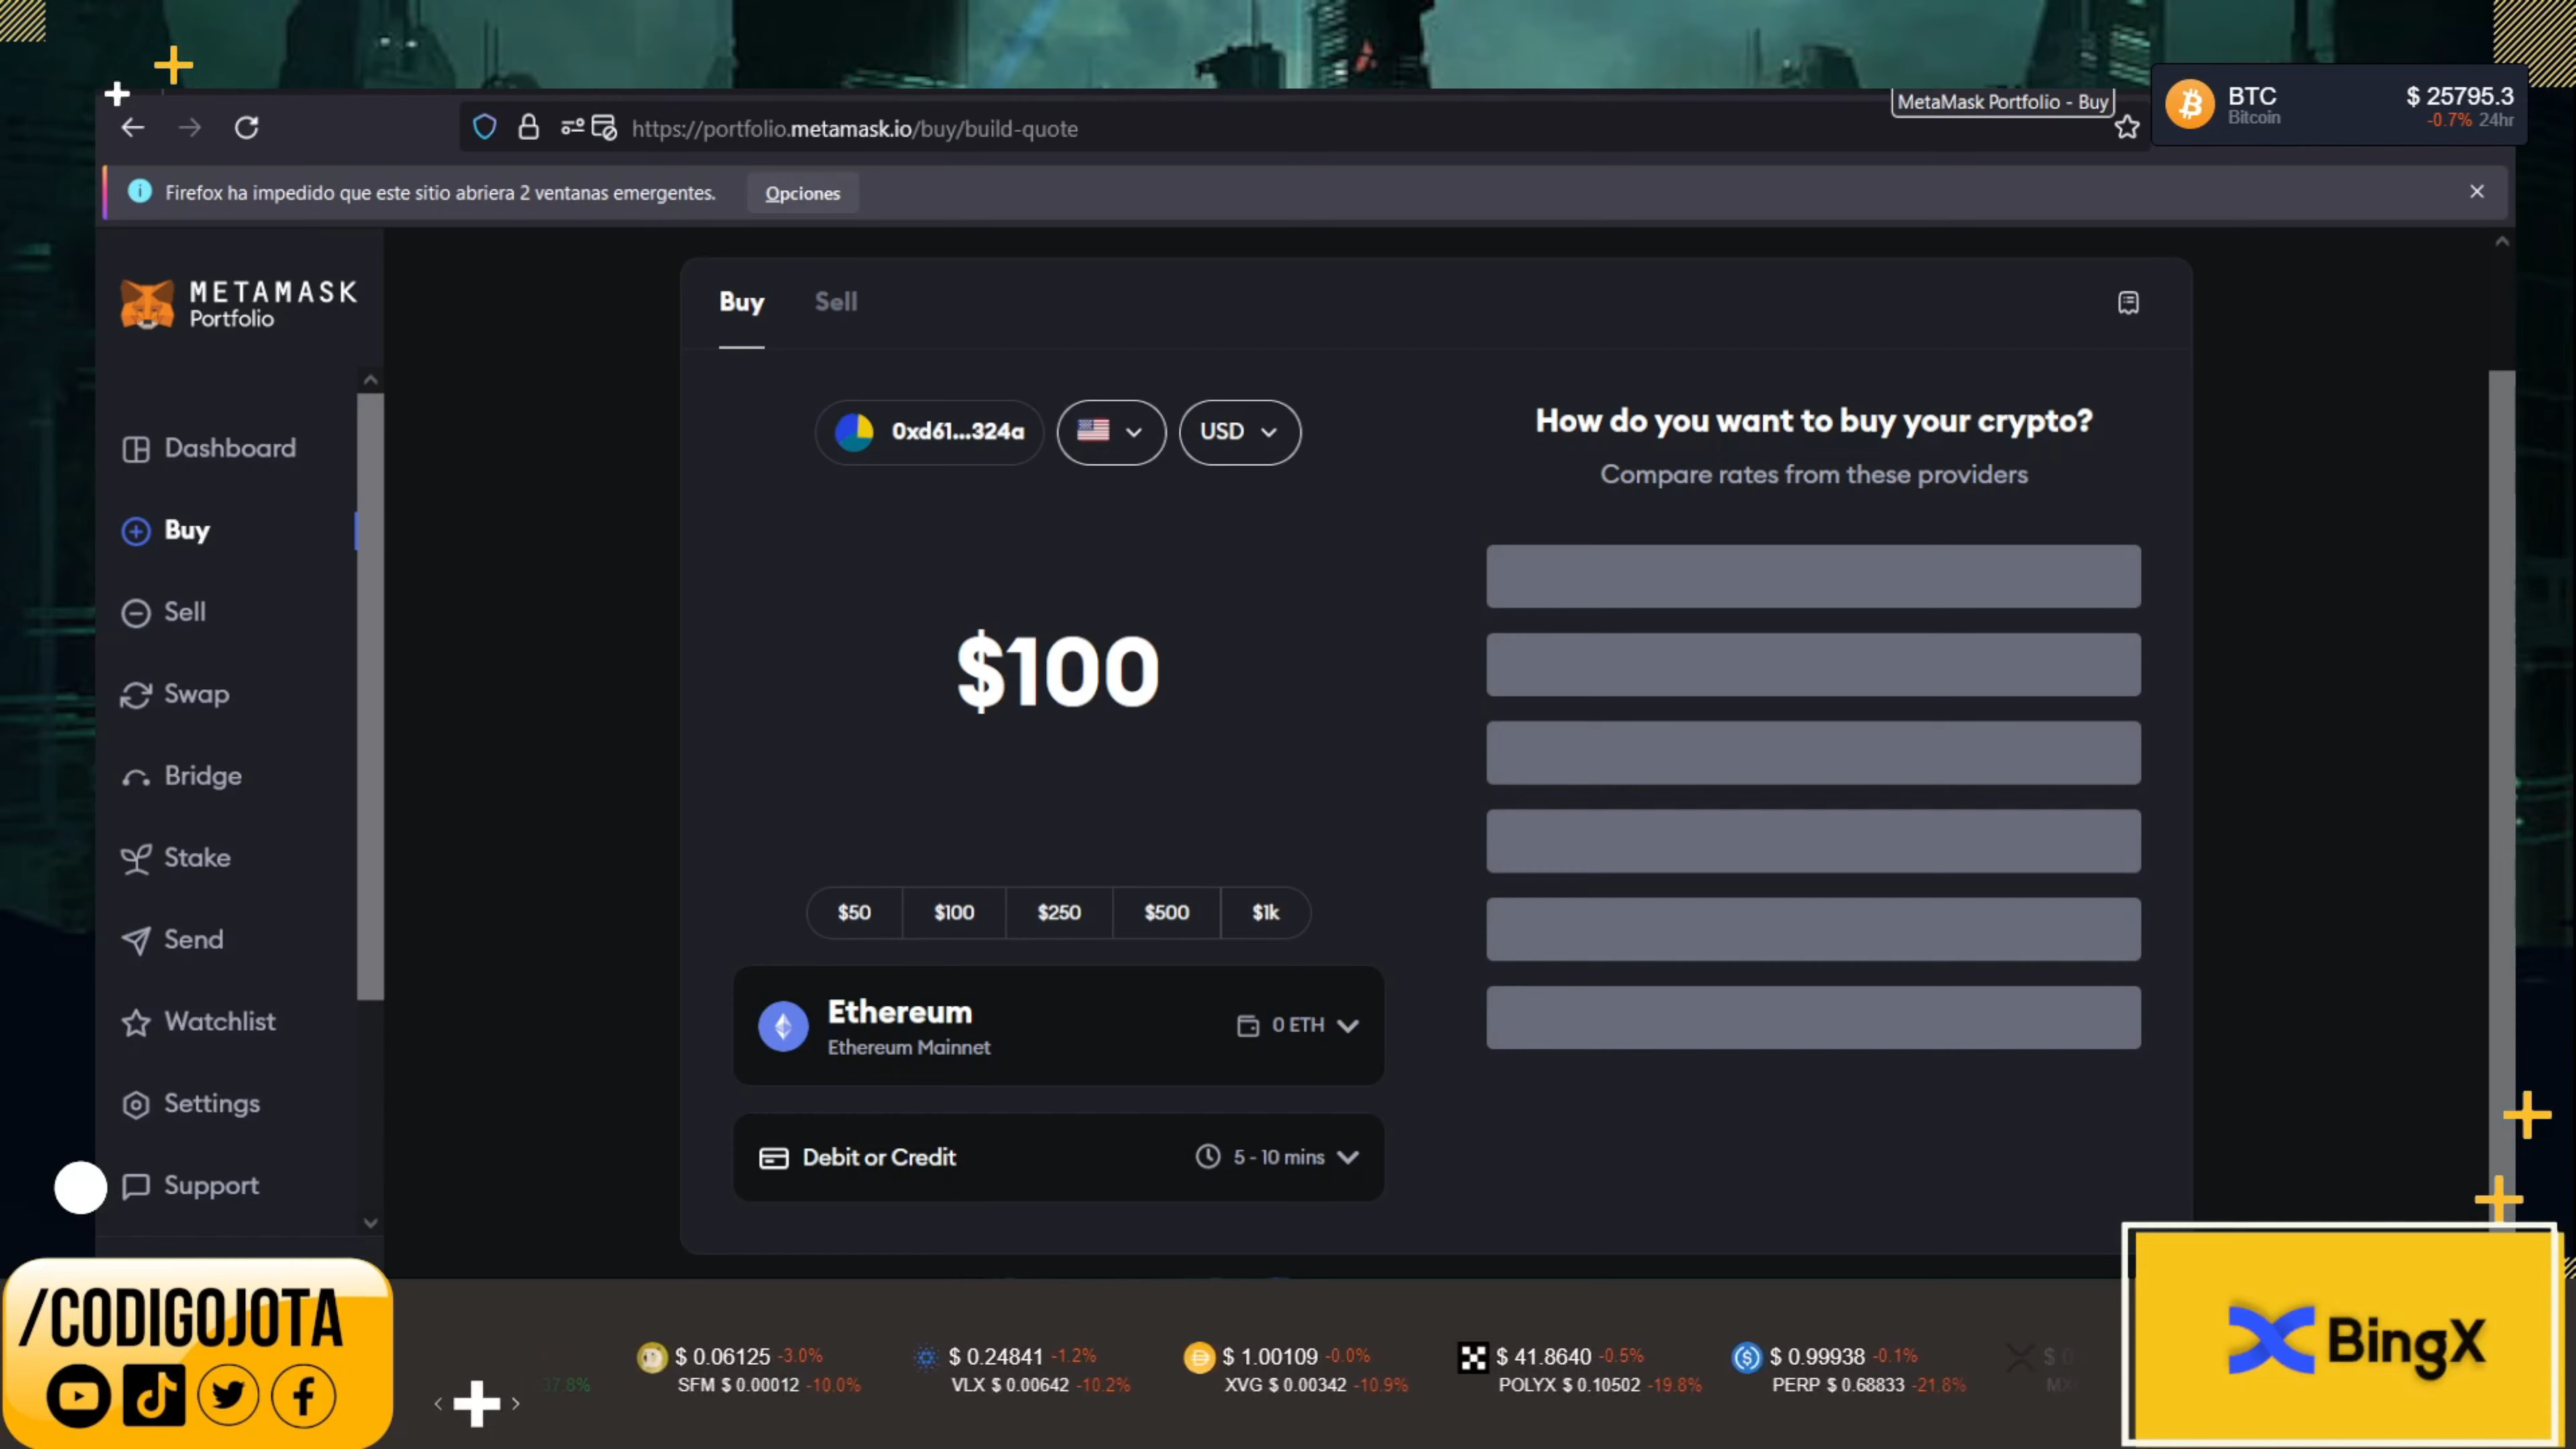 MetaMask Portfolio - Buy
BTC
Bitcoin
$ 25795.3
-0.7% 24hr
https://portfolio.metamask.io/buy/build-quote
Firefox ha impedido que este sitio abriera 2 ventanas emergentes.
Opciones
METAMASK
Portfolio
Dashboard
Buy
Sell
Swap
Bridge
Stake
Send
Watchlist
Settings
Support
Buy
Sell
0xd61...324a
USD
$100
$50
$100
$250
$500
$1k
Ethereum
Ethereum Mainnet
0 ETH
Debit or Credit
5 - 10 mins
How do you want to buy your crypto?
Compare rates from these providers
/CODIGOJOTA
37.8%
$ 0.06125 -3.0%
SFM $ 0.00012 -10.0%
$ 0.24841 -1.2%
VLX $ 0.00642 -10.2%
$ 1.00109 -0.0%
XVG $ 0.00342 -10.9%
$ 41.8640 -0.5%
POLYX $ 0.10502 -19.8%
$ 0.99938 -0.1%
PERP $ 0.68833 -21.8%
BingX